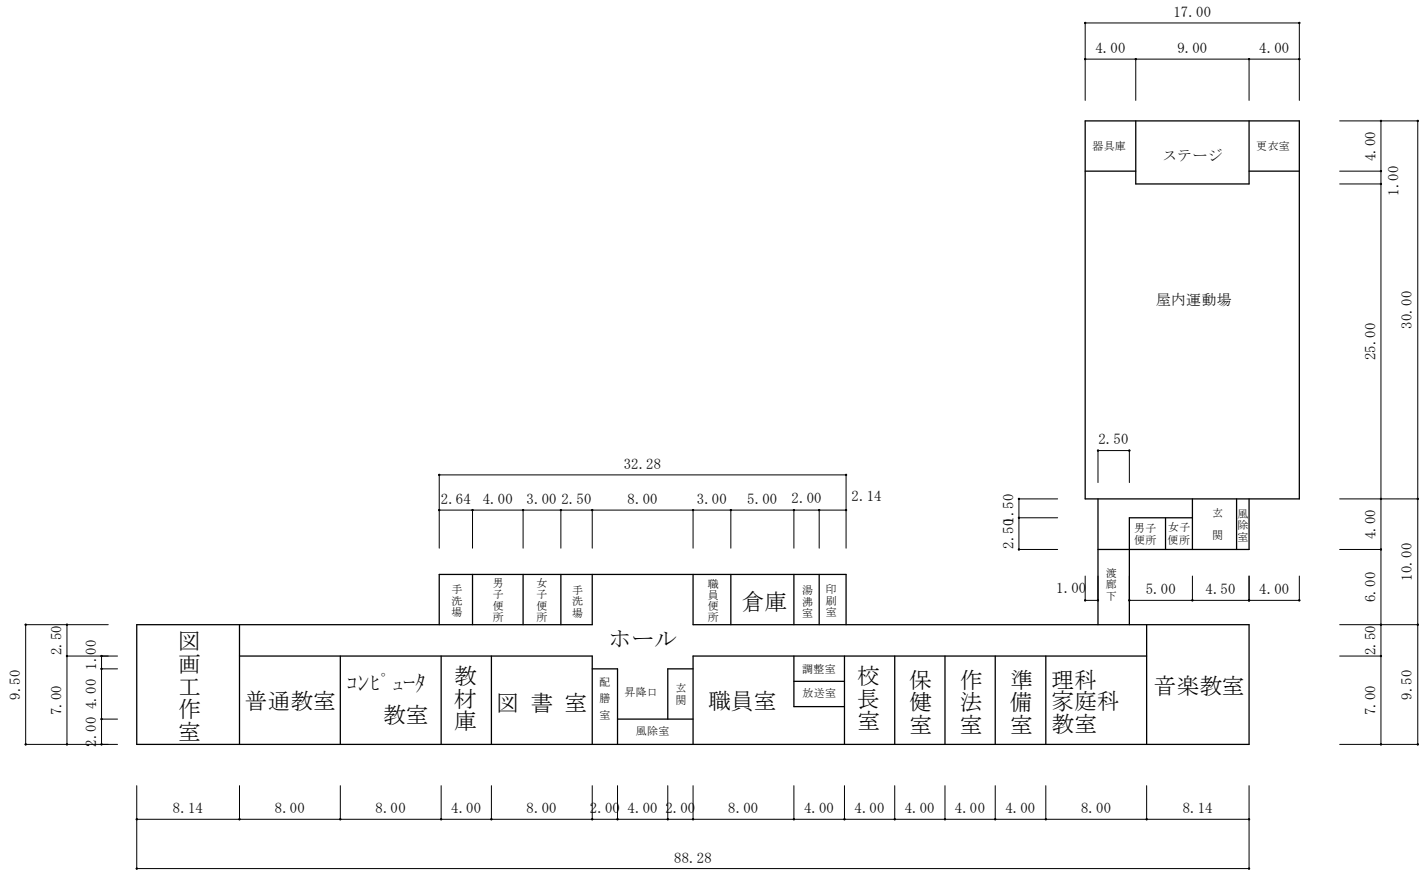 17.00
4.00
9.00
4.00
器具庫
ステージ
更衣室
4.00
1.00
屋内運動場
25.00
30.00
2.50
32.28
2.64
4.00
3.00
2.50
8.00
3.00
5.00
2.00
2.14
1.50
2.50
男子
便所
女子
便所
玄関
風除室
4.00
10.00
手洗場
男子便所
女子便所
手洗場
職員便所
倉庫
湯沸室
印刷室
1.00
渡廊下
5.00
4.50
4.00
6.00
9.50
2.50
7.00
1.00
4.00
2.00
図画工作室
ホール
普通教室
コンピュータ
教室
教材庫
図書室
配膳室
昇降口
玄関
風除室
職員室
調整室
放送室
校長室
保健室
作法室
準備室
理科
家庭科
教室
音楽教室
2.50
7.00
9.50
8.14
8.00
8.00
4.00
8.00
2.00
4.00
2.00
8.00
4.00
4.00
4.00
4.00
4.00
8.00
8.14
88.28